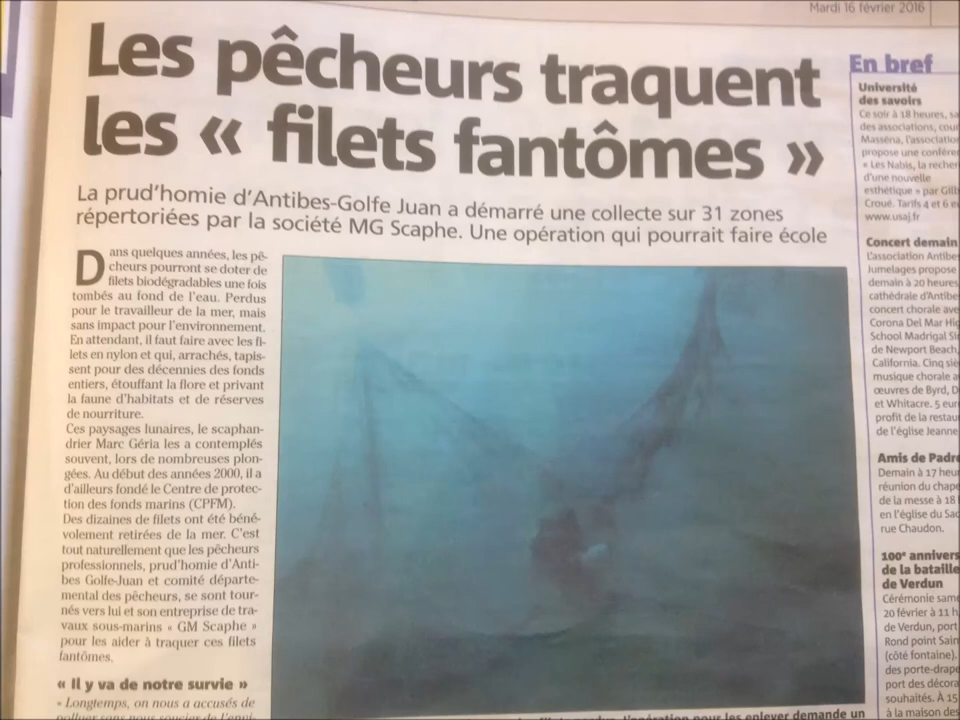 Mardi 16 février 2016
Les pêcheurs traquent
les « filets fantômes »
La prud'homie d'Antibes-Golfe Juan a démarré une collecte sur 31 zones
répertoriées par la société MG Scaphe. Une opération qui pourrait faire école
Dans quelques années, les pê-
cheurs pourront se doter de
filets biodégradables une fois
tombés au fond de l'eau. Perdus
pour le travailleur de la mer, mais
sans impact pour l'environnement.
En attendant, il faut faire avec les fi-
lets en nylon et qui, arrachés, tapis-
sent pour des décennies des fonds
entiers, étouffant la flore et privant
la faune d'habitats et de réserves
de nourriture.
Ces paysages lunaires, le scaphan-
drier Marc Géria les a contemplés
souvent, lors de nombreuses plon-
gées. Au début des années 2000, il a
d'ailleurs fondé le Centre de protec-
tion des fonds marins (CPFM).
Des dizaines de filets ont été béné-
volement retirées de la mer. C'est
tout naturellement que les pêcheurs
professionnels, prud'homie d'Anti-
bes Golfe-Juan et comité départe-
mental des pêcheurs, se sont tour-
nés vers lui et son entreprise de tra-
vaux sous-marins « GM Scaphe »
pour les aider à traquer ces filets
fantômes.
« Il y va de notre survie »
« Longtemps, on nous a accusés de
l'opération pour les enlever demande un
En bref
Université
des savoirs
Ce soir à 18 heures,
des associations,
Masséna, l'association
propose une
« Les Nabis, la
d'une nouvelle
esthétique » par
Croué. Tarifs 4 et 6
www.usaj.fr
Concert demain
L'association
Jumelages propose
demain à 20 heures,
cathédrale d'Antibes
concert chorale
Corona Del Mar
School Madrigal
de Newport Beach,
California. Cinq
musique chorale
œuvres de Byrd,
et Whitacre. 5
profit de la
de l'église Jeanne
Amis de Padre
Demain à 17
réunion du
de la messe à 18
en l'église du
rue Chaudon.
100e
de la bataille
de Verdun
Cérémonie
20 février à 11
de Verdun, port
Rond point
(côté fontaine).
des
port des
souhaités. À 15
à la maison des